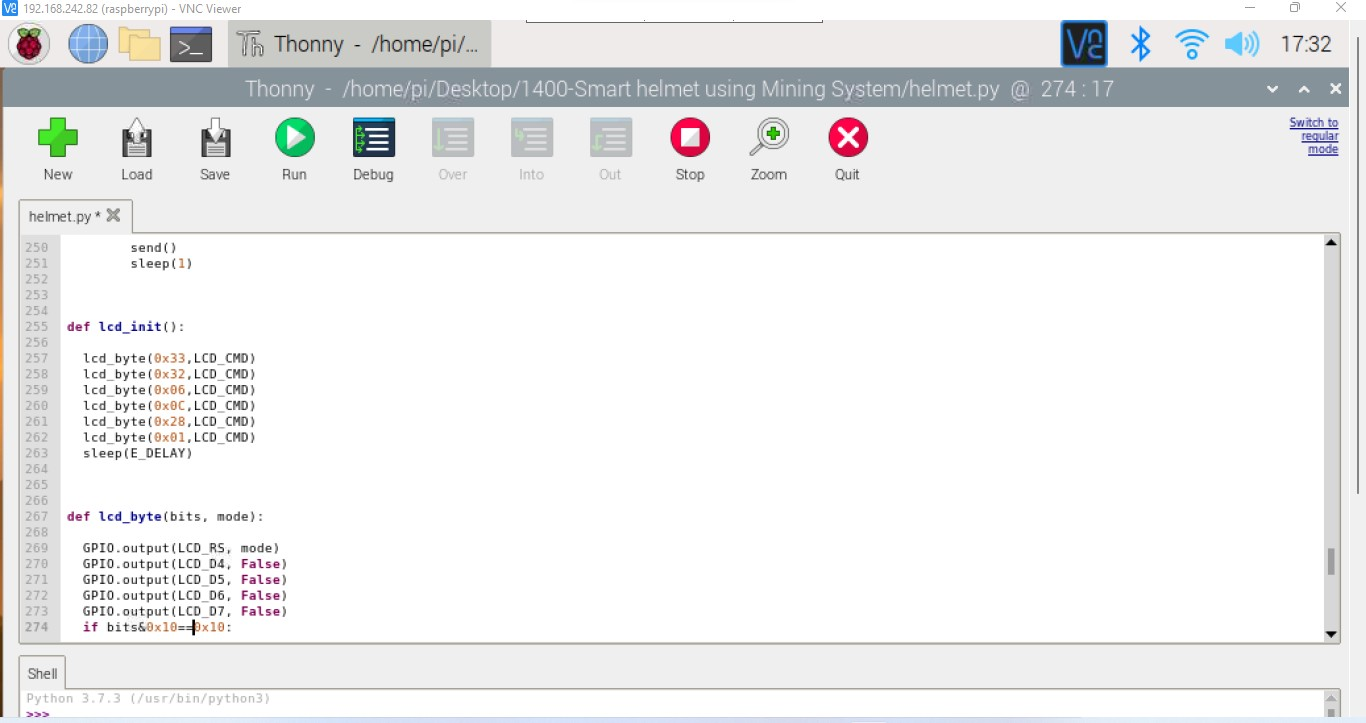 192.168.242.82 (raspberrypi) - VNC Viewer
Thonny - /home/pi/...
17:32
Thonny - /home/pi/Desktop/1400-Smart helmet using Mining System/helmet.py @ 274 : 17
New Load Save Run Debug Over Into Out Stop Zoom Quit
Switch to
regular
mode
helmet.py *
250 send()
251 sleep(1)
252
253
254
255 def lcd_init():
256
257 lcd_byte(0x33,LCD_CMD)
258 lcd_byte(0x32,LCD_CMD)
259 lcd_byte(0x06,LCD_CMD)
260 lcd_byte(0x0C,LCD_CMD)
261 lcd_byte(0x28,LCD_CMD)
262 lcd_byte(0x01,LCD_CMD)
263 sleep(E_DELAY)
264
265
266
267 def lcd_byte(bits, mode):
268
269 GPIO.output(LCD_RS, mode)
270 GPIO.output(LCD_D4, False)
271 GPIO.output(LCD_D5, False)
272 GPIO.output(LCD_D6, False)
273 GPIO.output(LCD_D7, False)
274 if bits&0x10==0x10:
Shell
Python 3.7.3 (/usr/bin/python3)
>>>